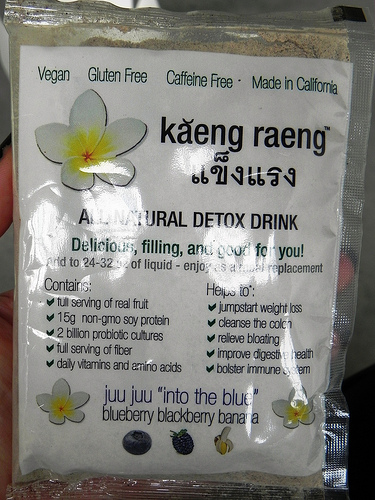 Vegan Gluten Free Caffeine Free · Made in California
kăeng raeng™
แข็งแรง
ALL NATURAL DETOX DRINK
Delicious, filling, and good for you!
Add to 24-32 oz of liquid - enjoy as a meal replacement
Contains:
full serving of real fruit
15g non-gmo soy protein
2 billion probiotic cultures
full serving of fiber
daily vitamins and amino acids
Helps to*:
jumpstart weight loss
cleanse the colon
relieve bloating
improve digestive health
bolster immune system
juu juu "into the blue"
blueberry blackberry banana